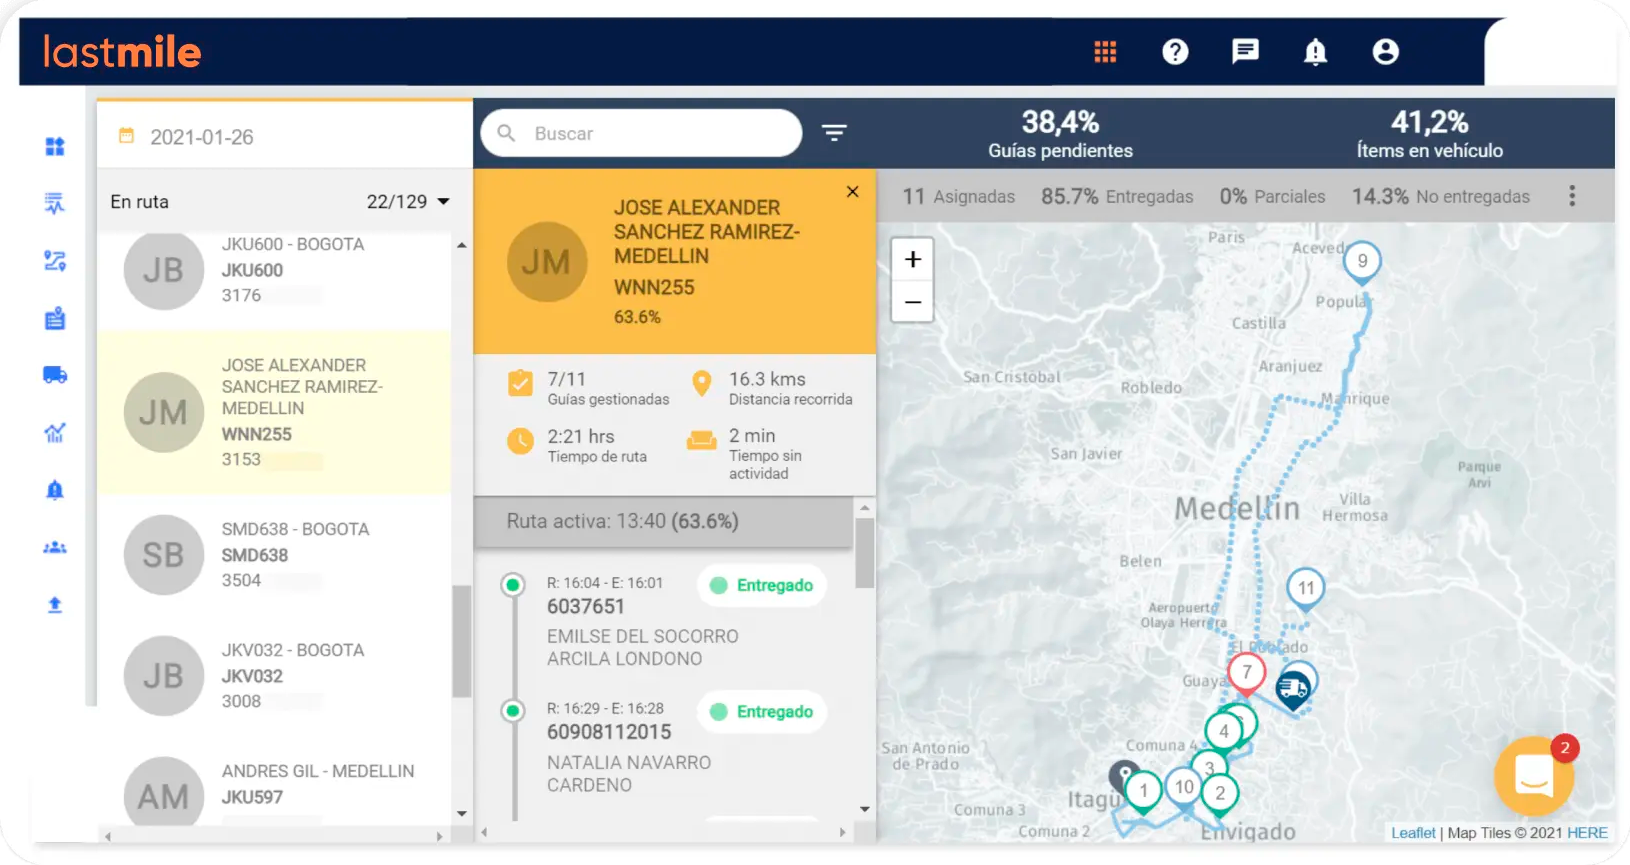 lastmile
2021-01-26
En ruta 22/129
JB
JKU600 - BOGOTA
JKU600
3176
JM
JOSE ALEXANDER
SANCHEZ RAMIREZ-
MEDELLIN
WNN255
3153
SB
SMD638 - BOGOTA
SMD638
3504
JB
JKV032 - BOGOTA
JKV032
3008
AM
ANDRES GIL - MEDELLIN
JKU597
Buscar
JM
JOSE ALEXANDER
SANCHEZ RAMIREZ-
MEDELLIN
WNN255
63.6%
7/11
Guías gestionadas
16.3 kms
Distancia recorrida
2:21 hrs
Tiempo de ruta
2 min
Tiempo sin
actividad
Ruta activa: 13:40 (63.6%)
R: 16:04 - E: 16:01
6037651
EMILSE DEL SOCORRO
ARCILA LONDONO
Entregado
R: 16:29 - E: 16:28
60908112015
NATALIA NAVARRO
CARDENO
Entregado
38,4%
Guías pendientes
41,2%
Ítems en vehículo
11 Asignadas 85.7% Entregadas 0% Parciales 14.3% No entregadas
+
−
Paris
9
Popular
Castilla
Aranjuez
San Cristóbal
Robledo
Manrique
San Javier
Parque
Arví
Medellín
Villa
Hermosa
Belen
11
Aeropuerto
Olaya Herrera
El Poblado
7
4
San Antonio
de Prado
Comuna 4
3
1
10
2
Comuna 3
Comuna 2
Envigado
2
Leaflet | Map Tiles © 2021 HERE